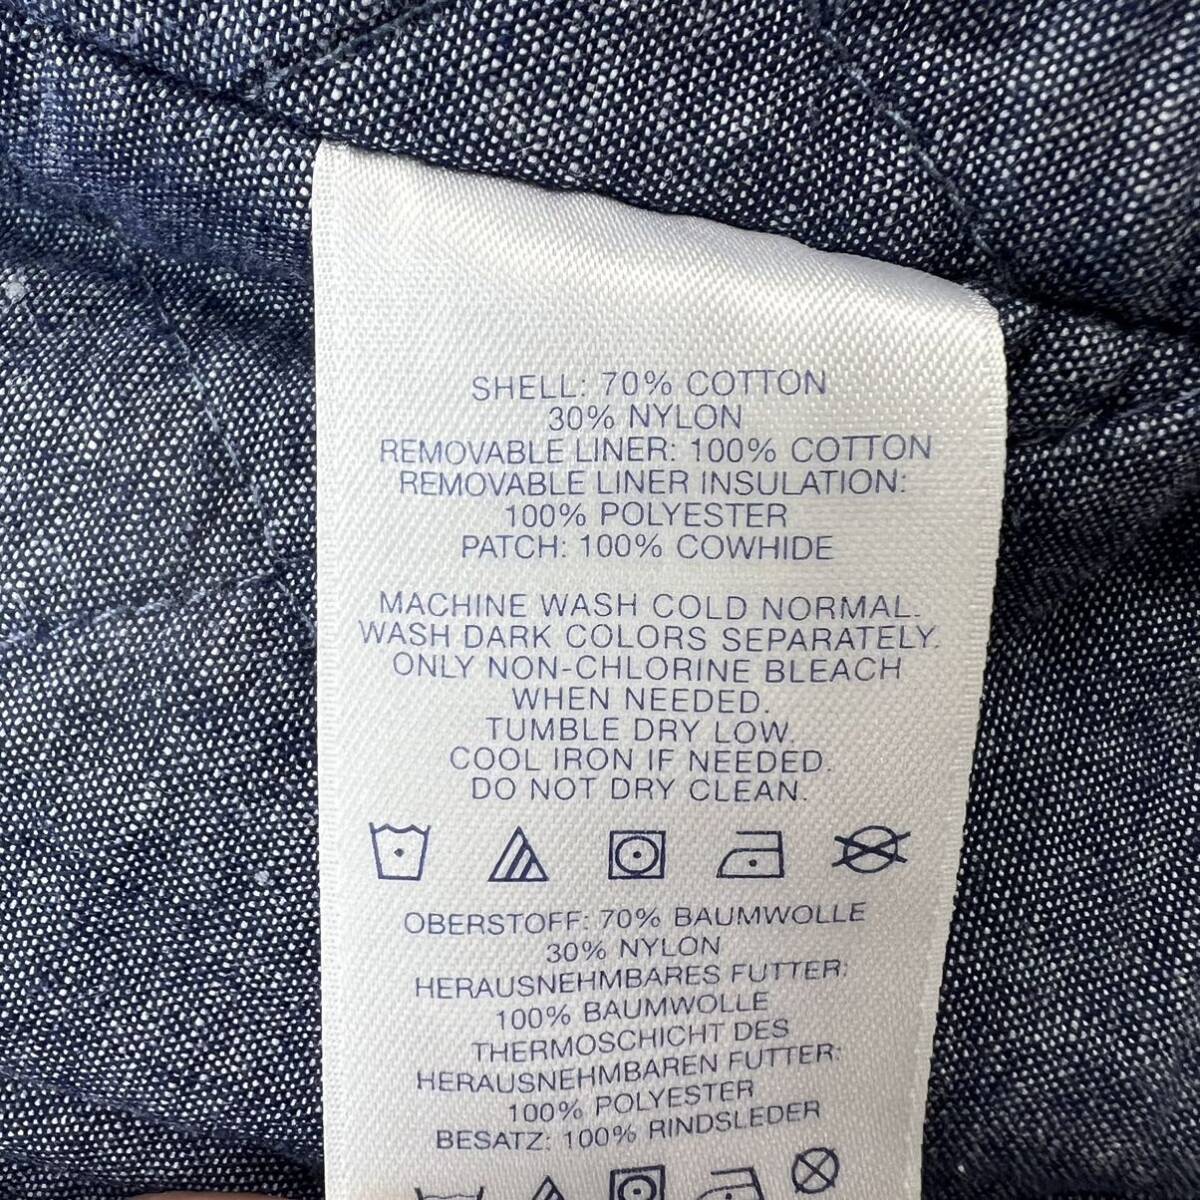 SHELL: 70% COTTON
30% NYLON
REMOVABLE LINER: 100% COTTON
REMOVABLE LINER INSULATION:
100% POLYESTER
PATCH: 100% COWHIDE
MACHINE WASH COLD NORMAL.
WASH DARK COLORS SEPARATELY.
ONLY NON-CHLORINE BLEACH
WHEN NEEDED.
TUMBLE DRY LOW.
COOL IRON IF NEEDED.
DO NOT DRY CLEAN.
OBERSTOFF: 70% BAUMWOLLE
30% NYLON
HERAUSNEHMBARES FUTTER:
100% BAUMWOLLE
THERMOSCHICHT DES
HERAUSNEHMBAREN FUTTER:
100% POLYESTER
BESATZ: 100% RINDSLEDER